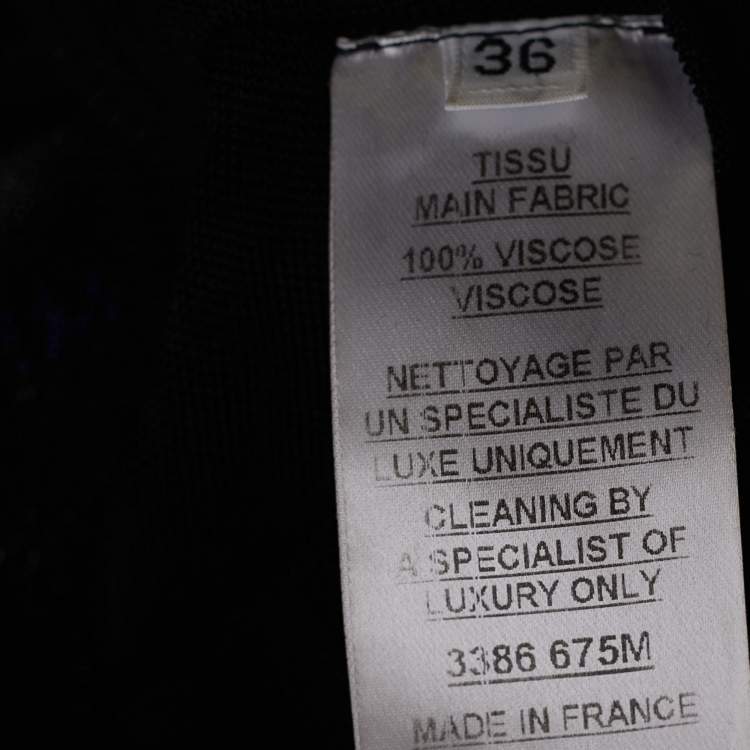 36
TISSU
MAIN FABRIC
100% VISCOSE
VISCOSE
NETTOYAGE PAR
UN SPECIALISTE DU
LUXE UNIQUEMENT
CLEANING BY
A SPECIALIST OF
LUXURY ONLY
3386 675M
MADE IN FRANCE